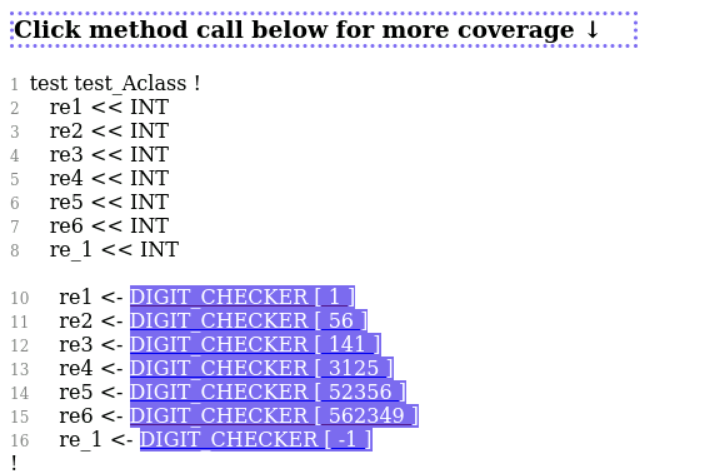 Click method call below for more coverage ↓
1 test test_Aclass !
2 re1 << INT
3 re2 << INT
4 re3 << INT
5 re4 << INT
6 re5 << INT
7 re6 << INT
8 re_1 << INT
10 re1 <- DIGIT_CHECKER [ 1 ]
11 re2 <- DIGIT_CHECKER [ 56 ]
12 re3 <- DIGIT_CHECKER [ 141 ]
13 re4 <- DIGIT_CHECKER [ 3125 ]
14 re5 <- DIGIT_CHECKER [ 52356 ]
15 re6 <- DIGIT_CHECKER [ 562349 ]
16 re_1 <- DIGIT_CHECKER [ -1 ]
!